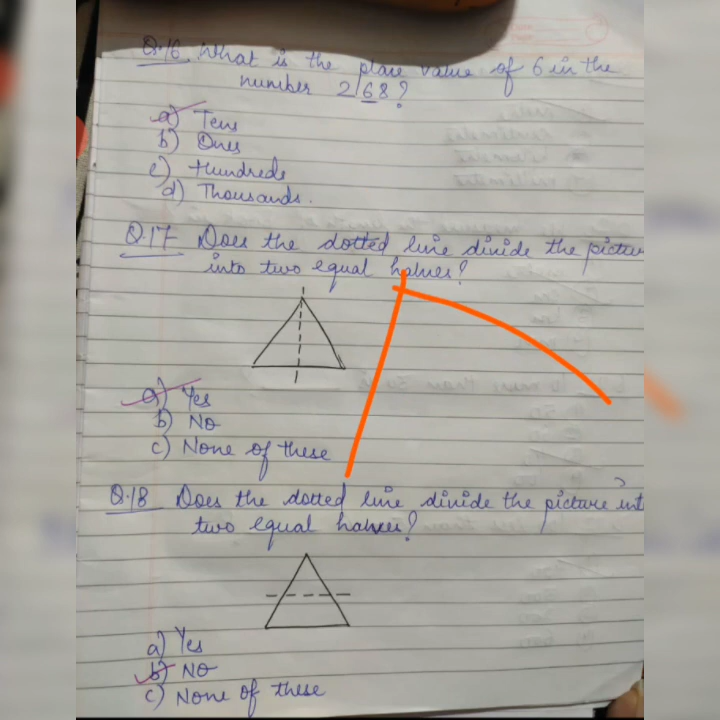 Q.16 What is the place value of 6 in the
number 2168?
a) Tens
b) Ones
c) Hundreds
d) Thousands.
Q.17 Does the dotted line divide the picture
into two equal halves?
a) Yes
b) No
c) None of these
Q.18 Does the dotted line divide the picture int
two equal halves?
a) Yes
b) No
c) None of these